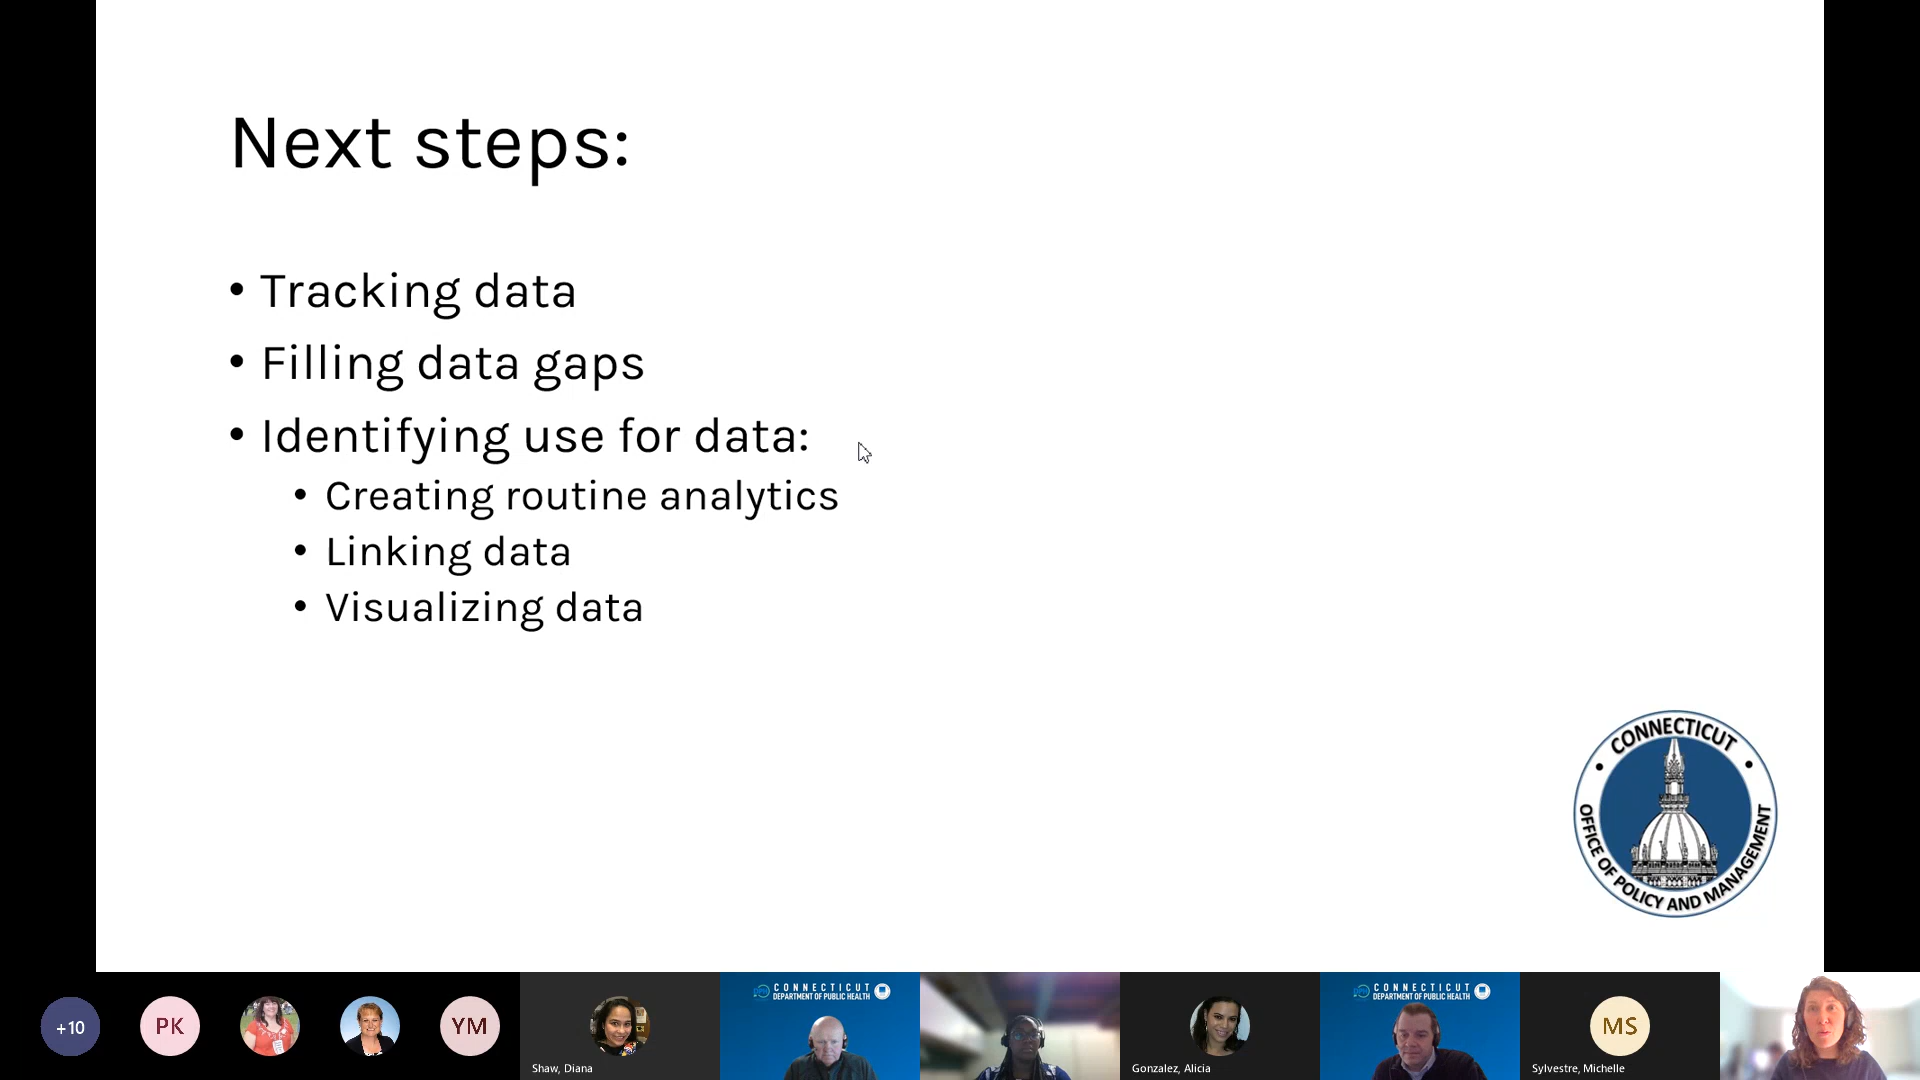 Next steps:
• Tracking data
• Filling data gaps
• Identifying use for data:
• Creating routine analytics
• Linking data
• Visualizing data
CONNECTICUT
OFFICE OF POLICY AND MANAGEMENT
+10
PK
YM
Shaw, Diana
CONNECTICUT
DEPARTMENT OF PUBLIC HEALTH
Gonzalez, Alicia
CONNECTICUT
DEPARTMENT OF PUBLIC HEALTH
MS
Sylvestre, Michelle